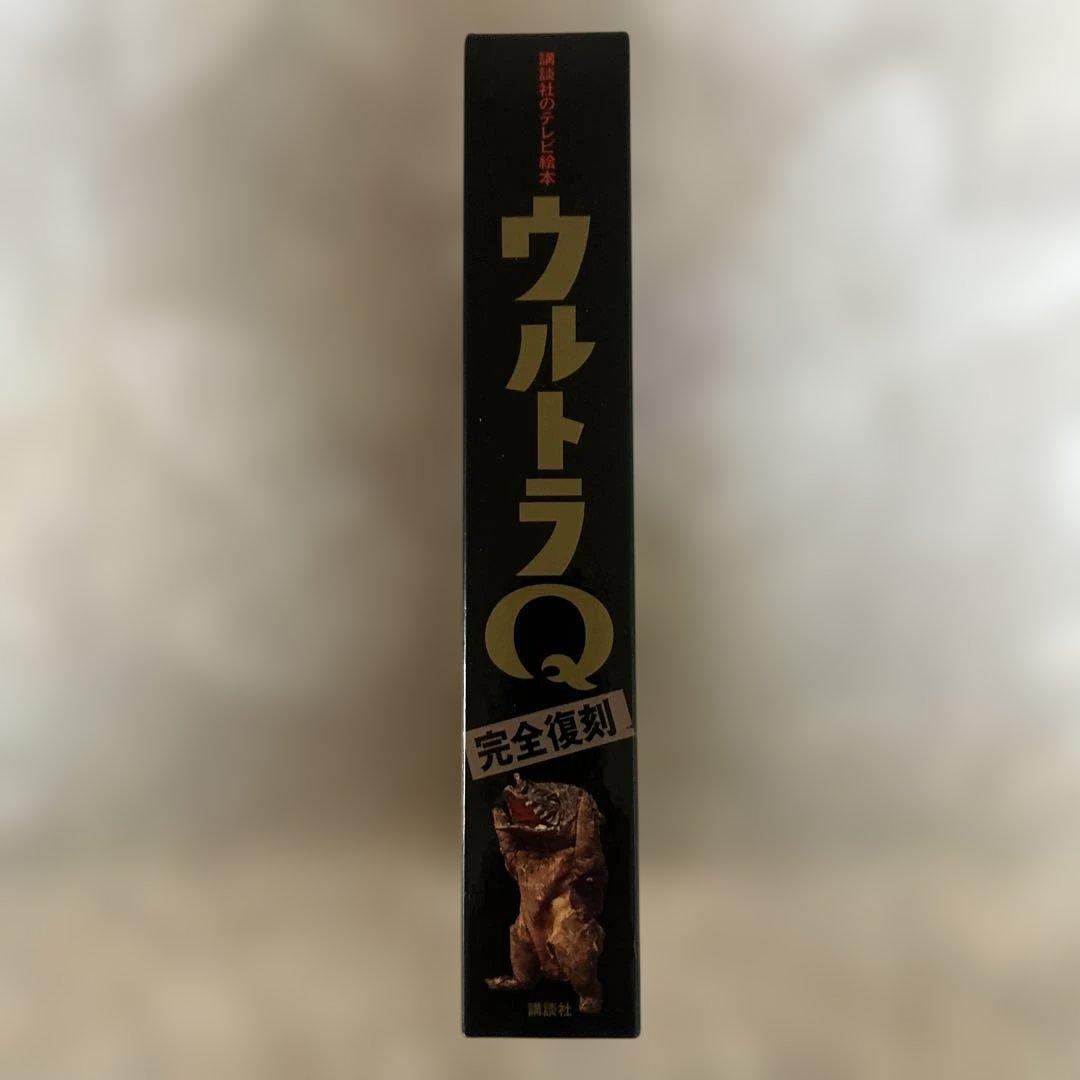 講談社のテレビ絵本
ウルトラQ
完全復刻
講談社